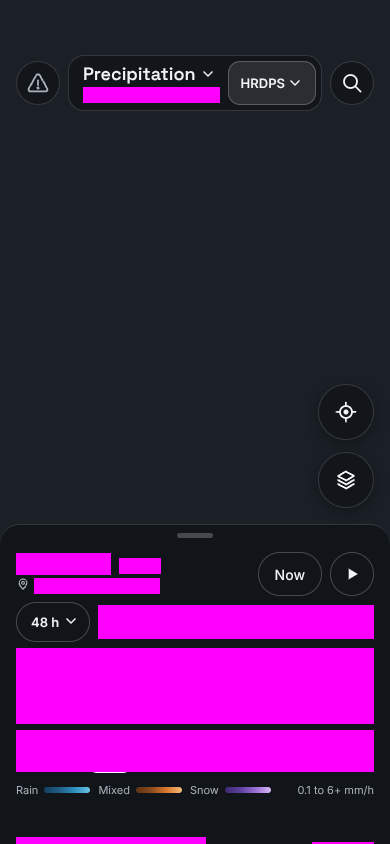 Precipitation
HRDPS
Now
48 h
Rain
Mixed
Snow
0.1 to 6+ mm/h